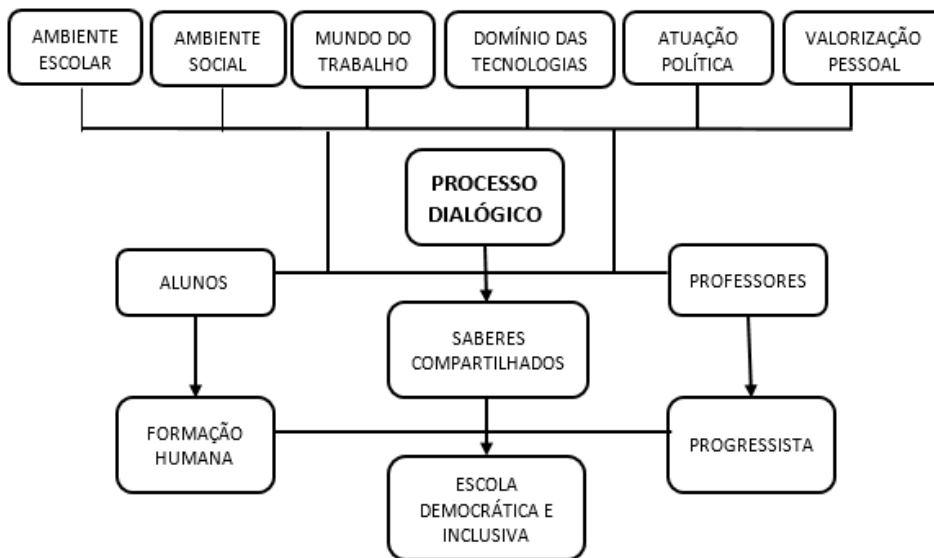 AMBIENTE
ESCOLAR
AMBIENTE
SOCIAL
MUNDO DO
TRABALHO
DOMÍNIO DAS
TECNOLOGIAS
ATUAÇÃO
POLÍTICA
VALORIZAÇÃO
PESSOAL
PROCESSO
DIALÓGICO
ALUNOS
PROFESSORES
SABERES
COMPARTILHADOS
FORMAÇÃO
HUMANA
PROGRESSISTA
ESCOLA
DEMOCRÁTICA E
INCLUSIVA